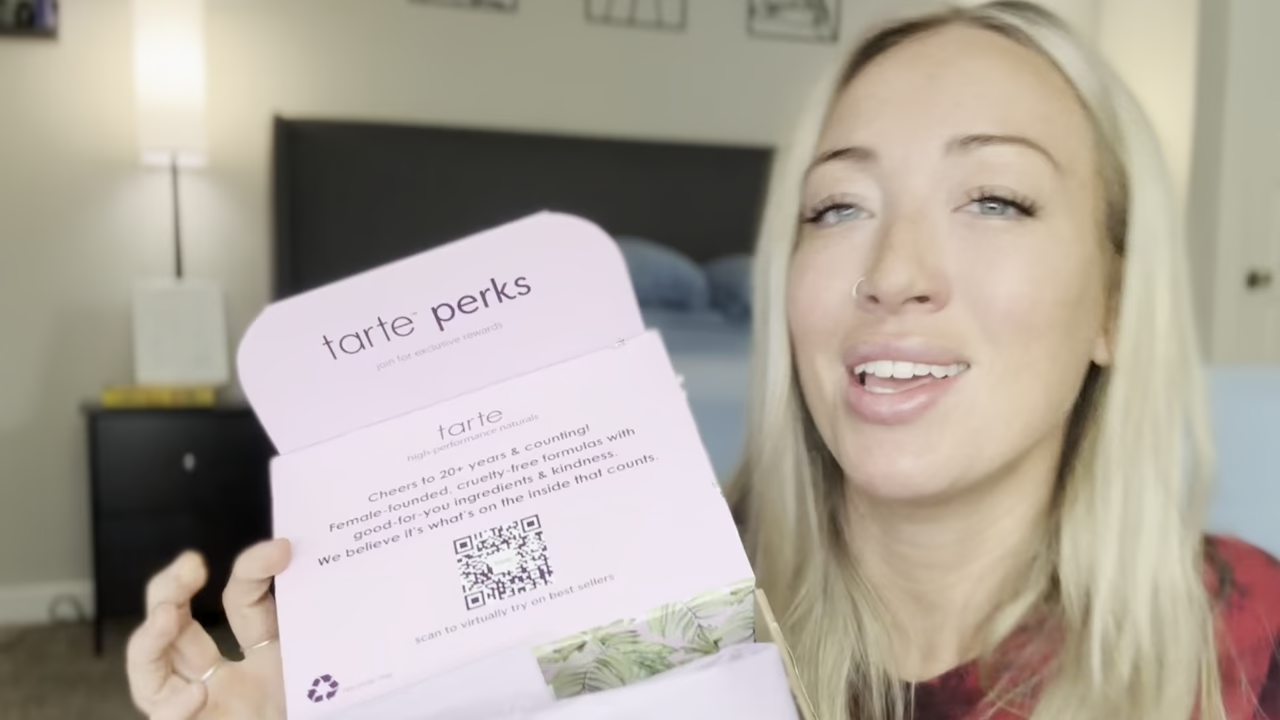 tarte™ perks
join for exclusive rewards
tarte
high-performance naturals
Cheers to 20+ years & counting!
Female-founded, cruelty-free formulas with
good-for-you ingredients & kindness.
We believe it's what's on the inside that counts.
scan to virtually try on best sellers